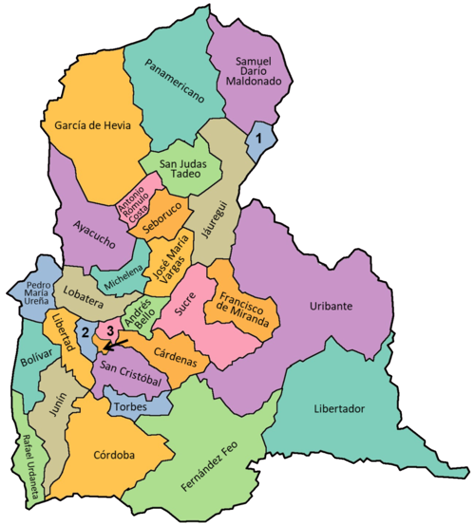 Samuel
Darío
Maldonado
Panamericano
García de Hevia
1
San Judas
Tadeo
Antonio
Rómulo
Costa
Seboruco
Jáuregui
Ayacucho
José María
Vargas
Michelena
Pedro
María
Ureña
Lobatera
Andrés
Bello
Sucre
Francisco
de Miranda
Uribante
Libertad
2
3
Bolívar
Cárdenas
San Cristóbal
Junín
Torbes
Libertador
Rafael Urdaneta
Córdoba
Fernández Feo